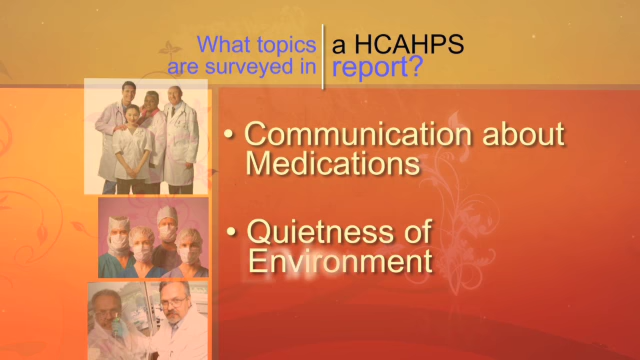 What topics
are surveyed in
a HCAHPS
report?
• Communication about
Medications
• Quietness of
Environment